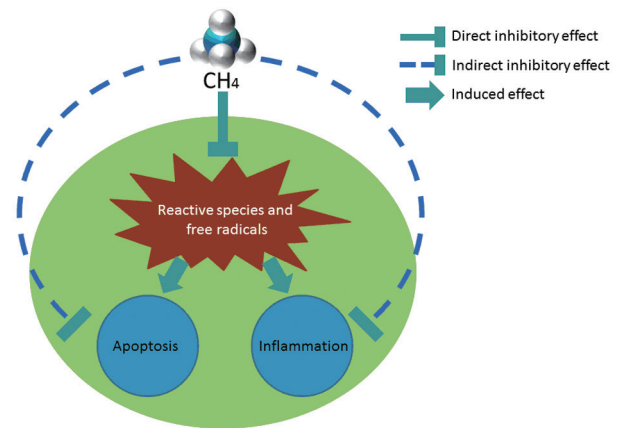 CH4
Direct inhibitory effect
Indirect inhibitory effect
Induced effect
Reactive species and
free radicals
Apoptosis
Inflammation